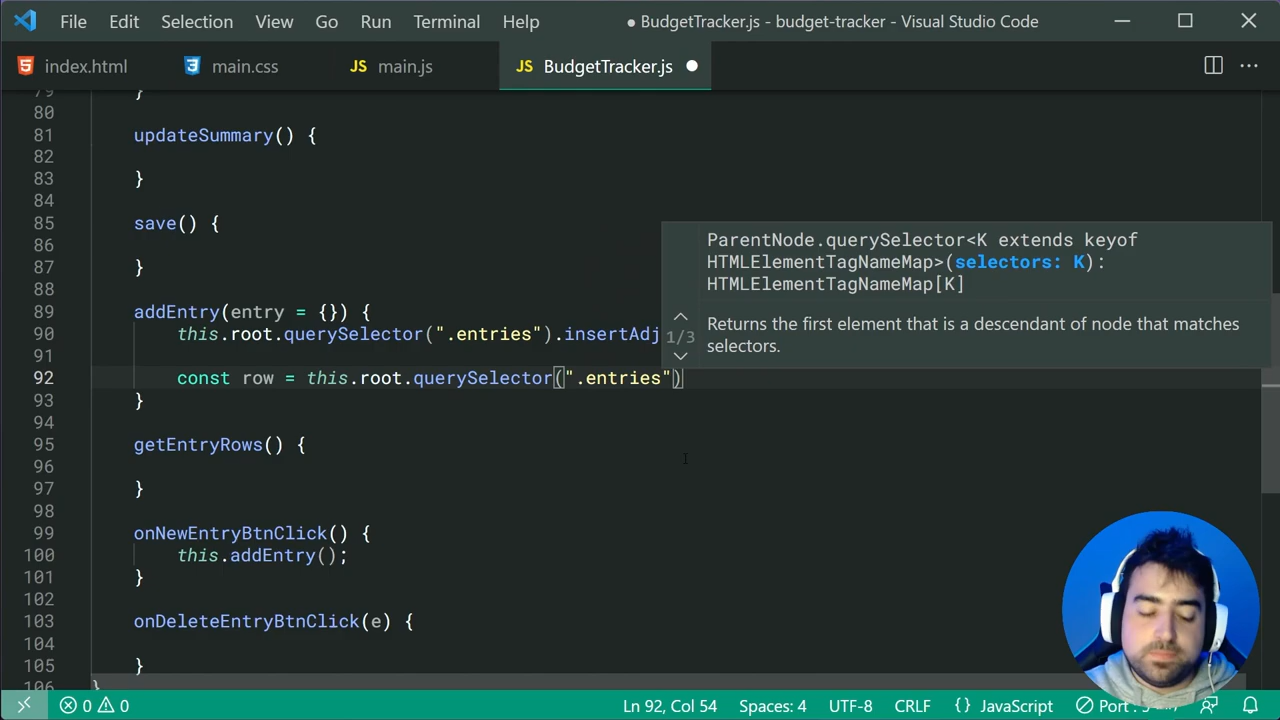 File Edit Selection View Go Run Terminal Help ● BudgetTracker.js - budget-tracker - Visual Studio Code
index.html main.css JS main.js JS BudgetTracker.js
79 }
80
81 updateSummary() {
82
83 }
84
85 save() {
86
87 }
88
89 addEntry(entry = {}) {
90 this.root.querySelector(".entries").insertAdj
91
92 const row = this.root.querySelector(".entries")
93 }
94
95 getEntryRows() {
96
97 }
98
99 onNewEntryBtnClick() {
100 this.addEntry();
101 }
102
103 onDeleteEntryBtnClick(e) {
104
105 }
106 }
1/3
ParentNode.querySelector<K extends keyof
HTMLElementTagNameMap>(selectors: K):
HTMLElementTagNameMap[K]
Returns the first element that is a descendant of node that matches
selectors.
0 0 Ln 92, Col 54 Spaces: 4 UTF-8 CRLF {} JavaScript Port :